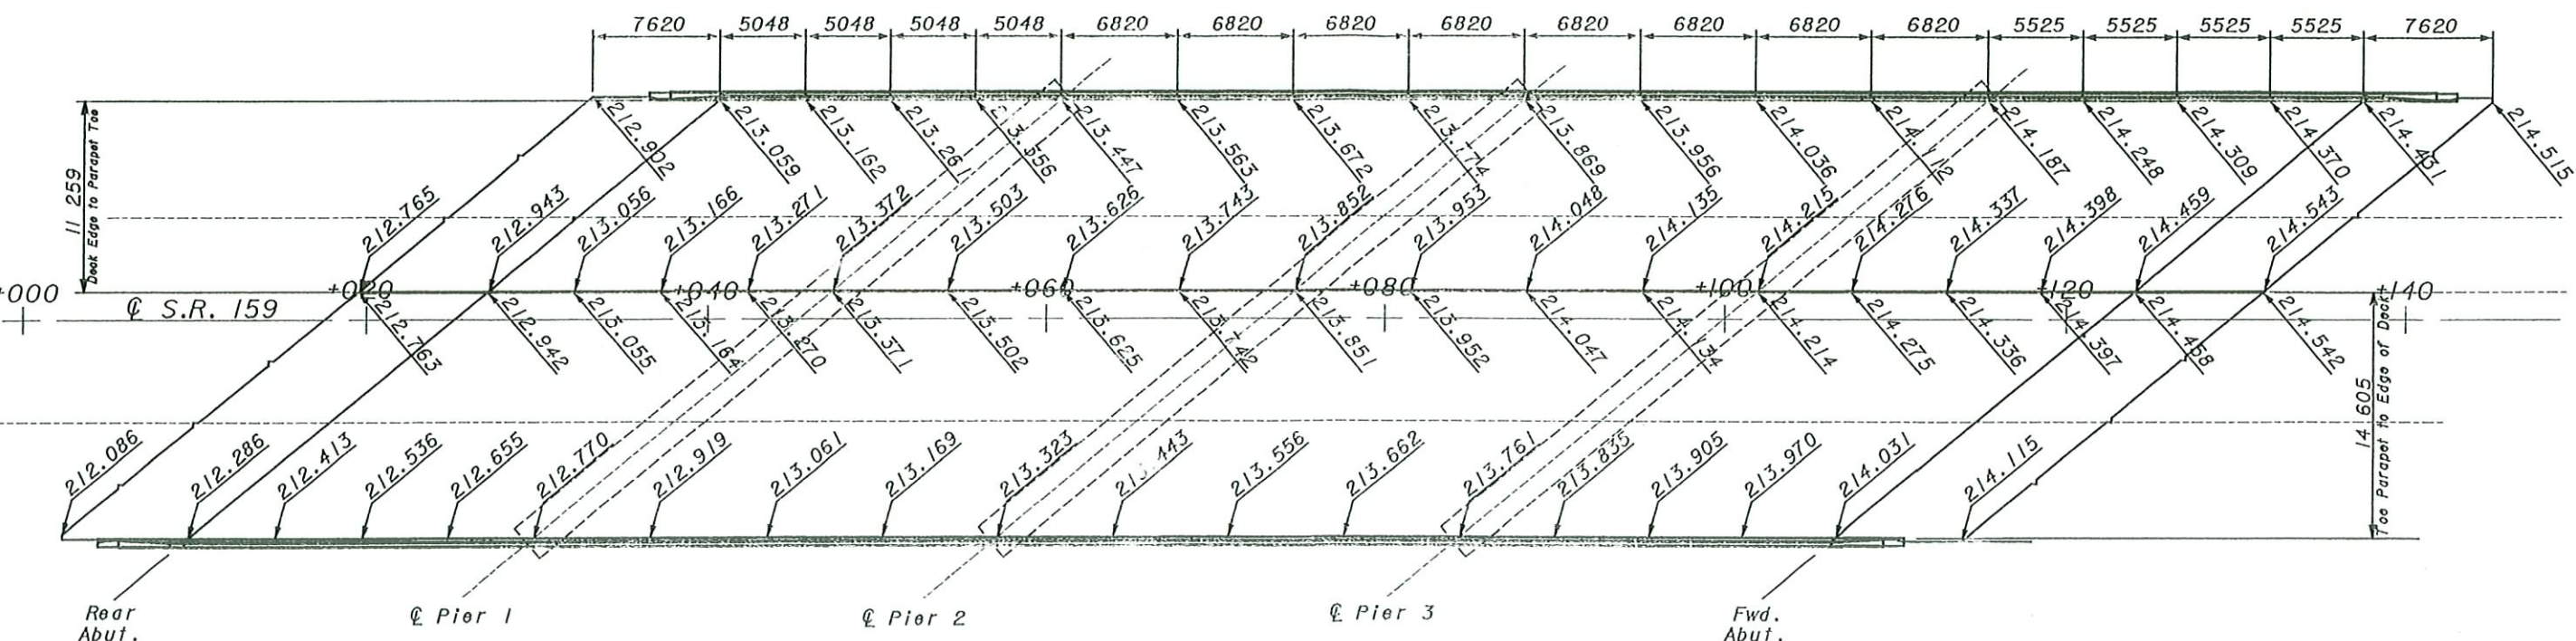 7620 5048 5048 5048 5048 6820 6820 6820 6820 6820 6820 6820 6820 5525 5525 5525 5525 7620
212.902 213.059 213.162 213.261 213.447 213.563 213.672 213.869 213.956 214.036 214.187 214.248 214.309 214.370 214.431 214.515
11 259
Deck Edge to Parapet Toe
212.765 212.943 213.056 213.166 213.271 213.372 213.503 213.626 213.743 213.852 213.953 214.048 214.135 214.215 214.276 214.337 214.398 214.459 214.543
+000 +020 +040 +060 +080 +100 +120 +140
℄ S.R. 159
212.763 212.942 213.055 213.164 213.270 213.371 213.502 213.625 213.742 213.851 213.952 214.047 214.134 214.214 214.275 214.336 214.397 214.458 214.542
14 605
Toe Parapet to Edge of Deck
212.086 212.286 212.413 212.536 212.655 212.770 212.919 213.061 213.169 213.323 213.443 213.556 213.662 213.761 213.835 213.905 213.970 214.031 214.115
Rear
Abut.
℄ Pier 1
℄ Pier 2
℄ Pier 3
Fwd.
Abut.